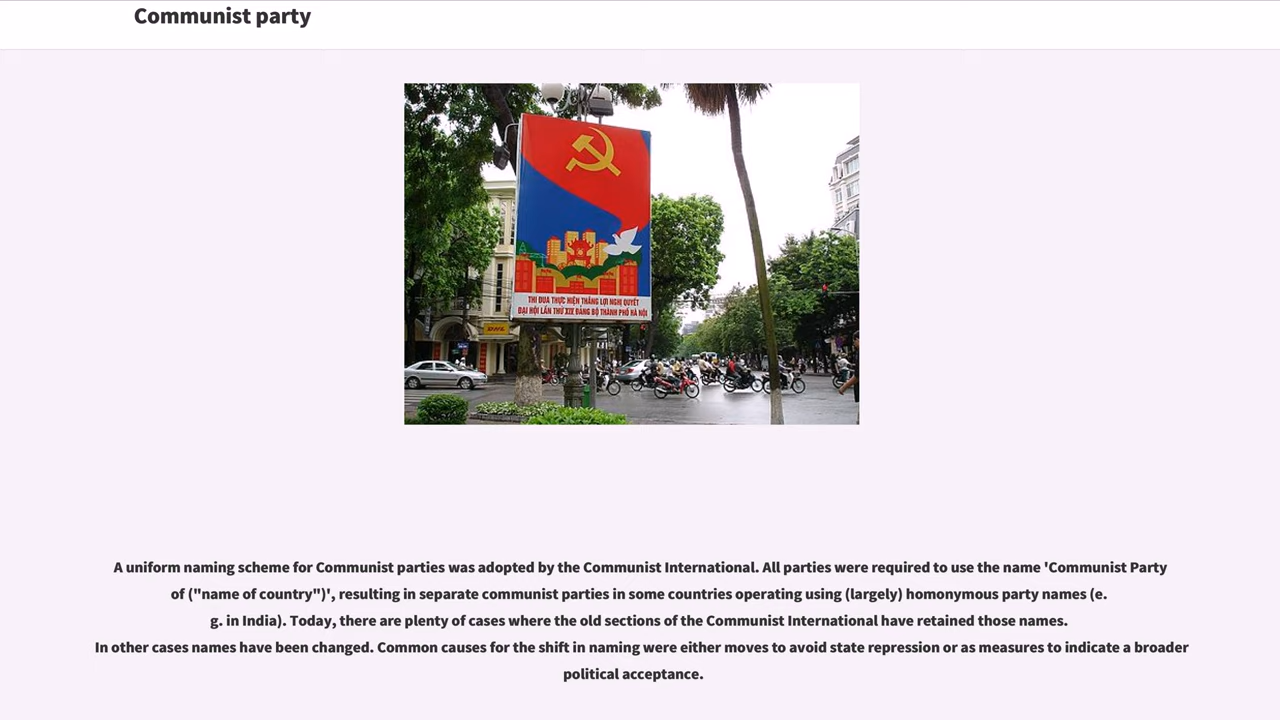 Communist party
THI ĐUA THỰC HIỆN THẮNG LỢI NGHỊ QUYẾT
ĐẠI HỘI LẦN THỨ XIV ĐẢNG BỘ THÀNH PHỐ HÀ NỘI
A uniform naming scheme for Communist parties was adopted by the Communist International. All parties were required to use the name 'Communist Party
of ("name of country")', resulting in separate communist parties in some countries operating using (largely) homonymous party names (e.
g. in India). Today, there are plenty of cases where the old sections of the Communist International have retained those names.
In other cases names have been changed. Common causes for the shift in naming were either moves to avoid state repression or as measures to indicate a broader
political acceptance.